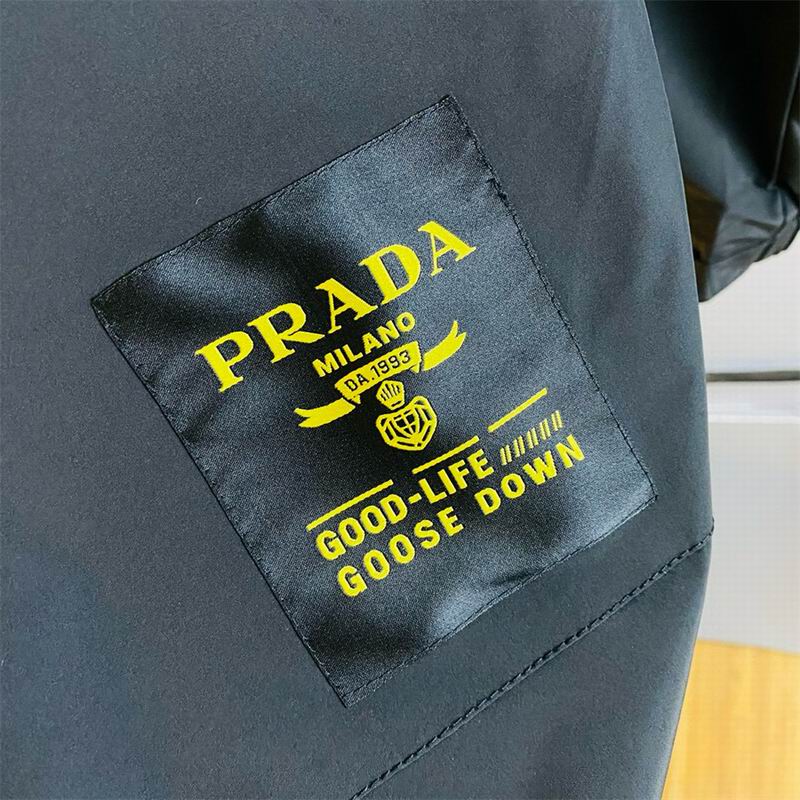 PRADA
MILANO
DA.1993
GOOD-LIFE
GOOSE DOWN